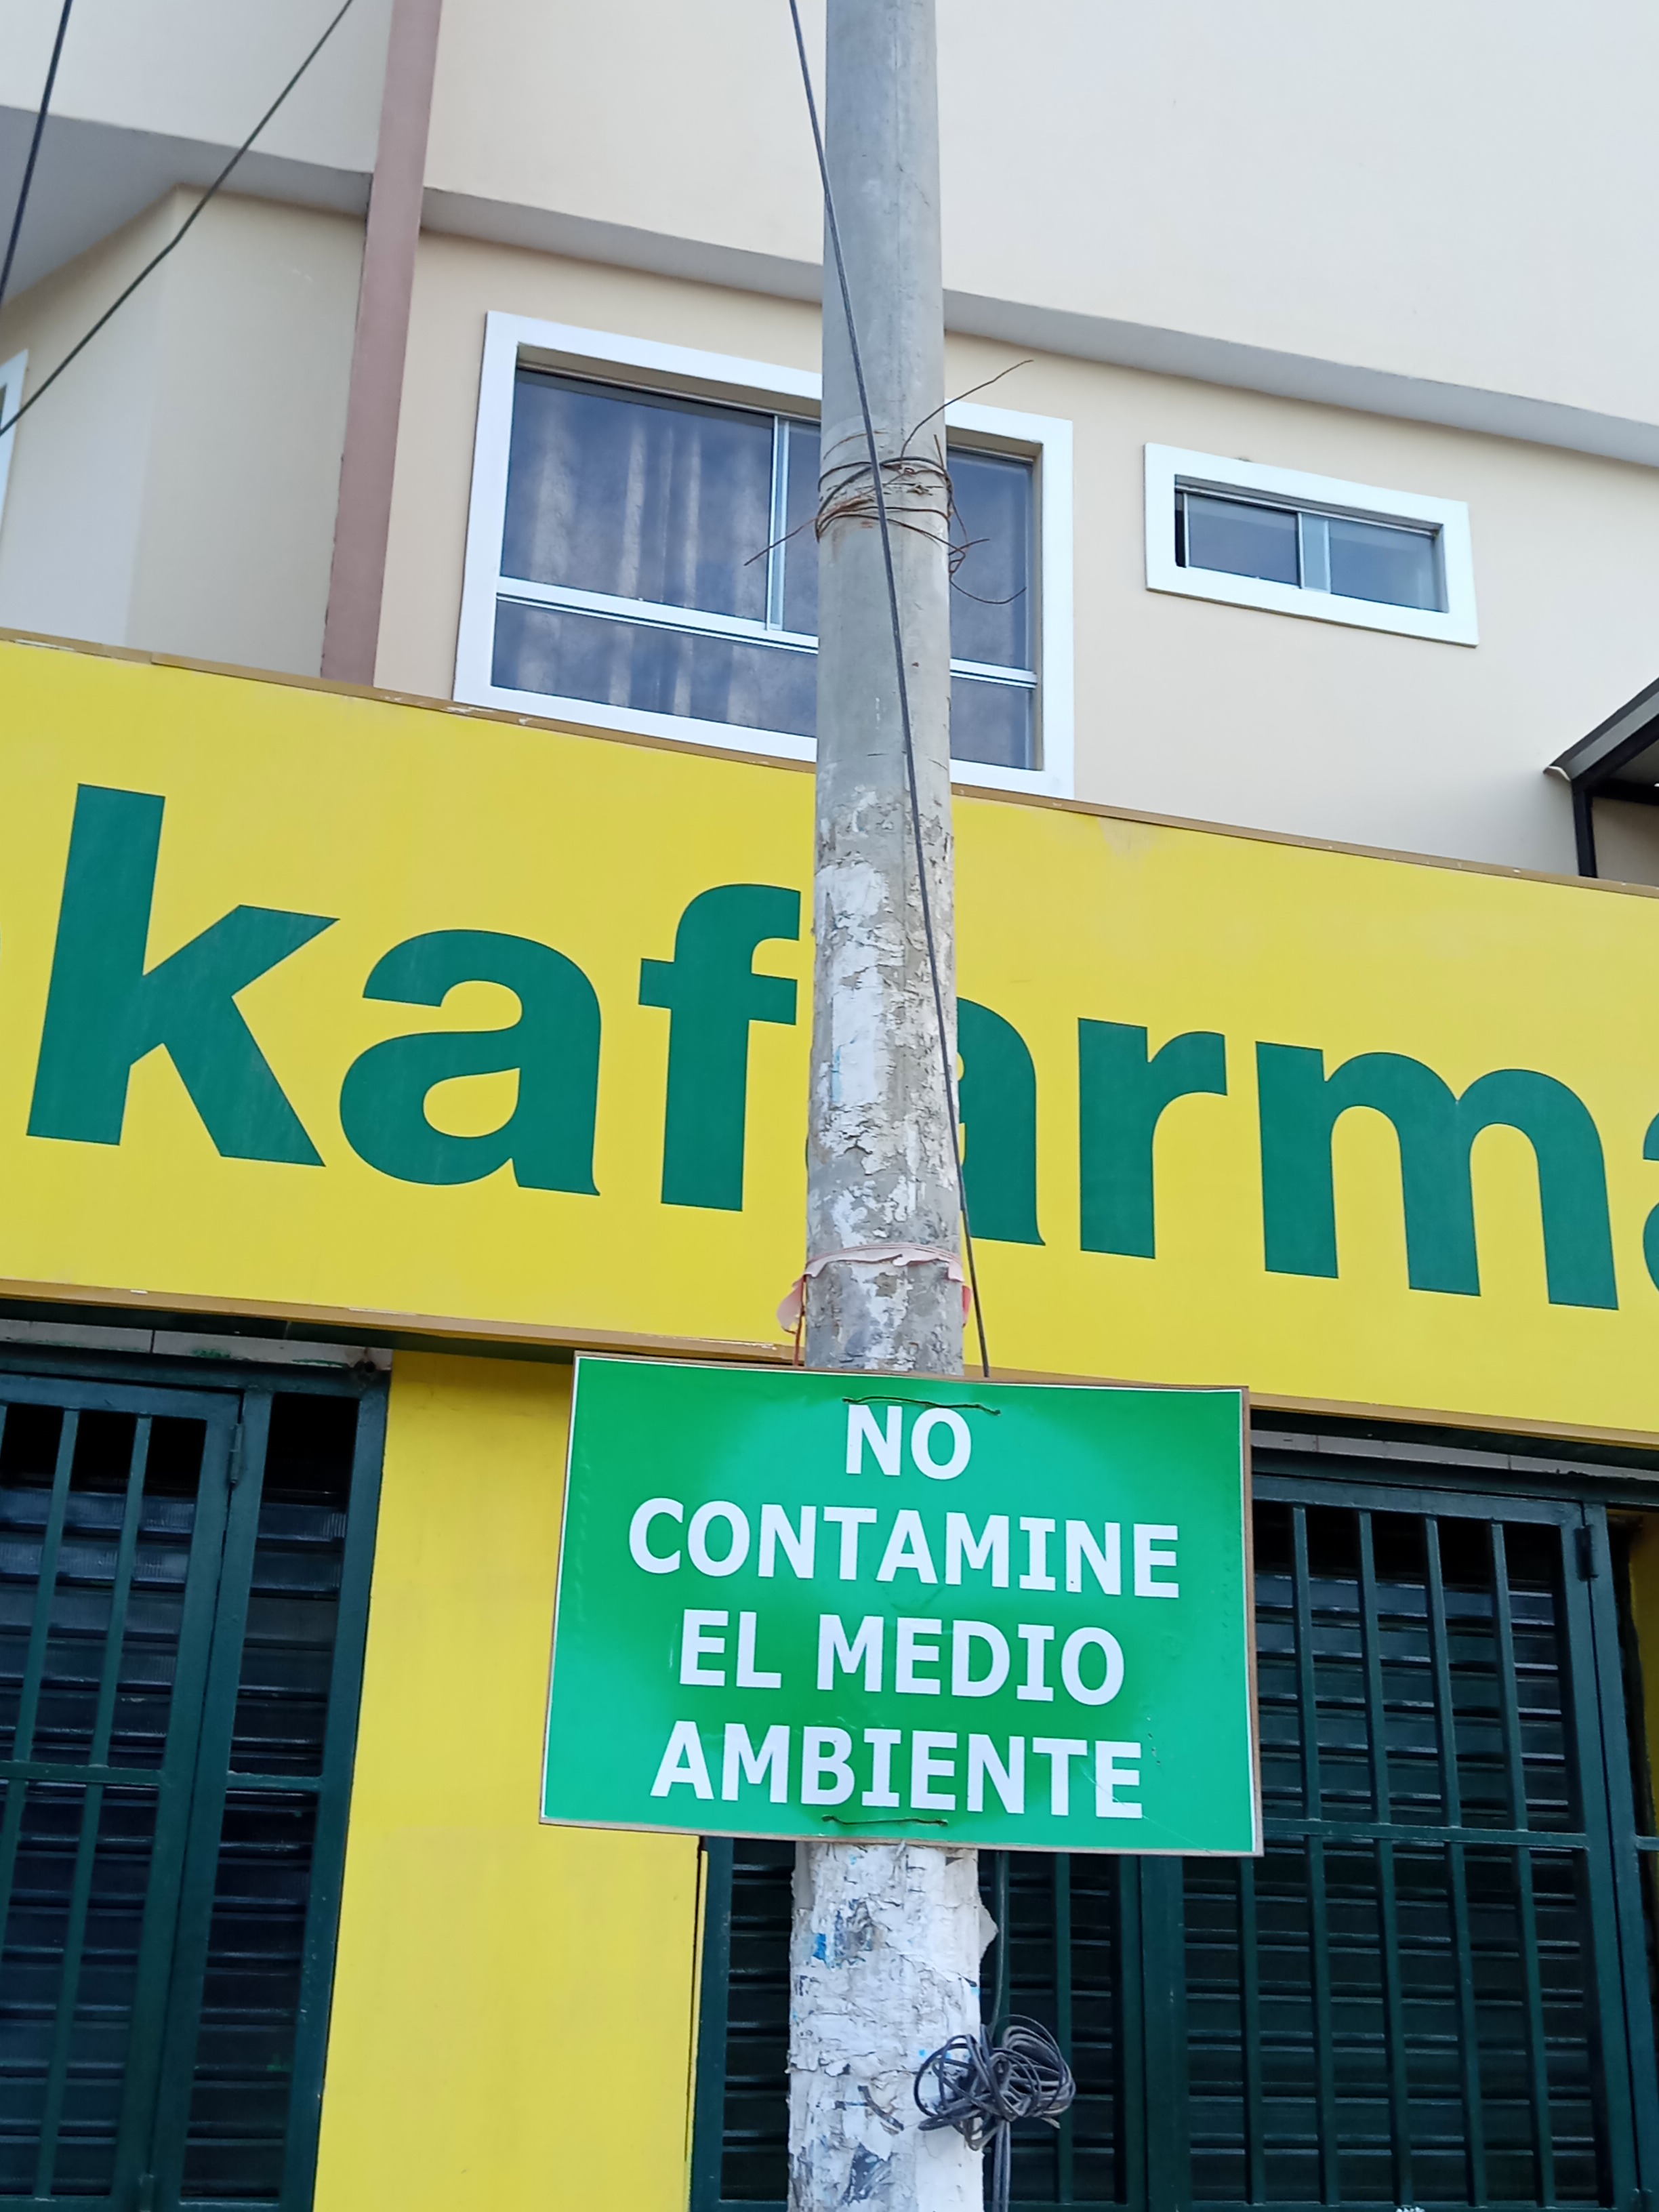 kafarma
NO
CONTAMINE
EL MEDIO
AMBIENTE